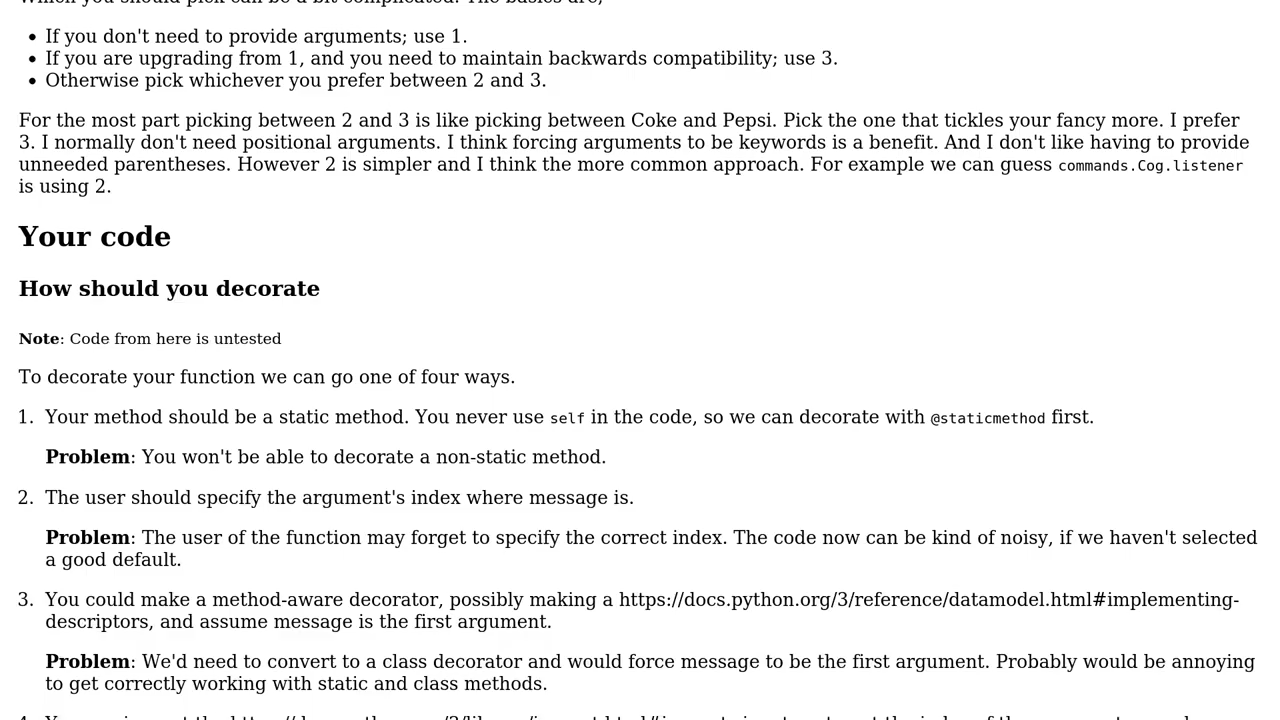 Which you should pick can be a bit complicated. The basics are;
• If you don't need to provide arguments; use 1.
• If you are upgrading from 1, and you need to maintain backwards compatibility; use 3.
• Otherwise pick whichever you prefer between 2 and 3.
For the most part picking between 2 and 3 is like picking between Coke and Pepsi. Pick the one that tickles your fancy more. I prefer
3. I normally don't need positional arguments. I think forcing arguments to be keywords is a benefit. And I don't like having to provide
unneeded parentheses. However 2 is simpler and I think the more common approach. For example we can guess commands.Cog.listener
is using 2.
Your code
How should you decorate
Note: Code from here is untested
To decorate your function we can go one of four ways.
1. Your method should be a static method. You never use self in the code, so we can decorate with @staticmethod first.
Problem: You won't be able to decorate a non-static method.
2. The user should specify the argument's index where message is.
Problem: The user of the function may forget to specify the correct index. The code now can be kind of noisy, if we haven't selected
a good default.
3. You could make a method-aware decorator, possibly making a https://docs.python.org/3/reference/datamodel.html#implementing-
descriptors, and assume message is the first argument.
Problem: We'd need to convert to a class decorator and would force message to be the first argument. Probably would be annoying
to get correctly working with static and class methods.